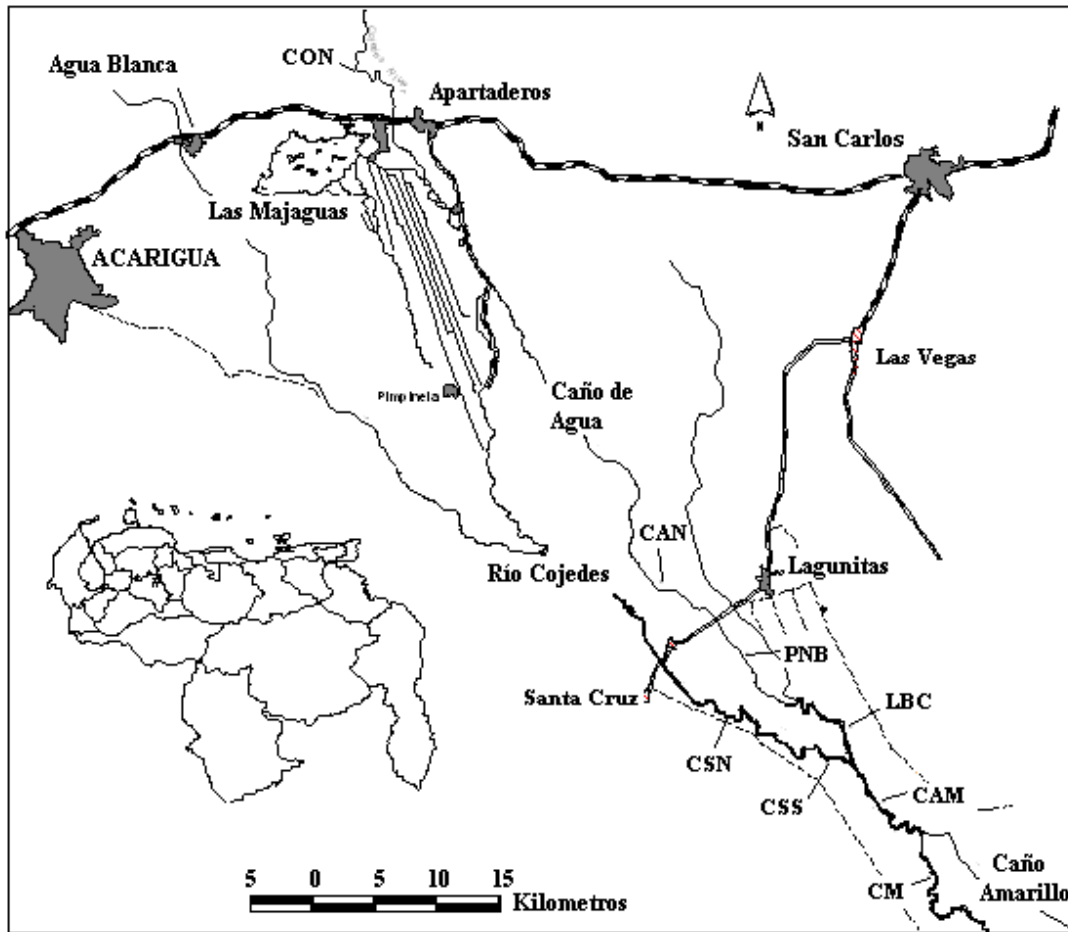 CON
Agua Blanca
Apartaderos
San Carlos
N
Las Majaguas
ACARIGUA
Las Vegas
Pimpinela
Caño de
Agua
CAN
Río Cojedes
Lagunitas
PNB
Santa Cruz
LBC
CSN
CSS
CAM
Caño
Amarillo
CM
5 0 5 10 15
Kilometros